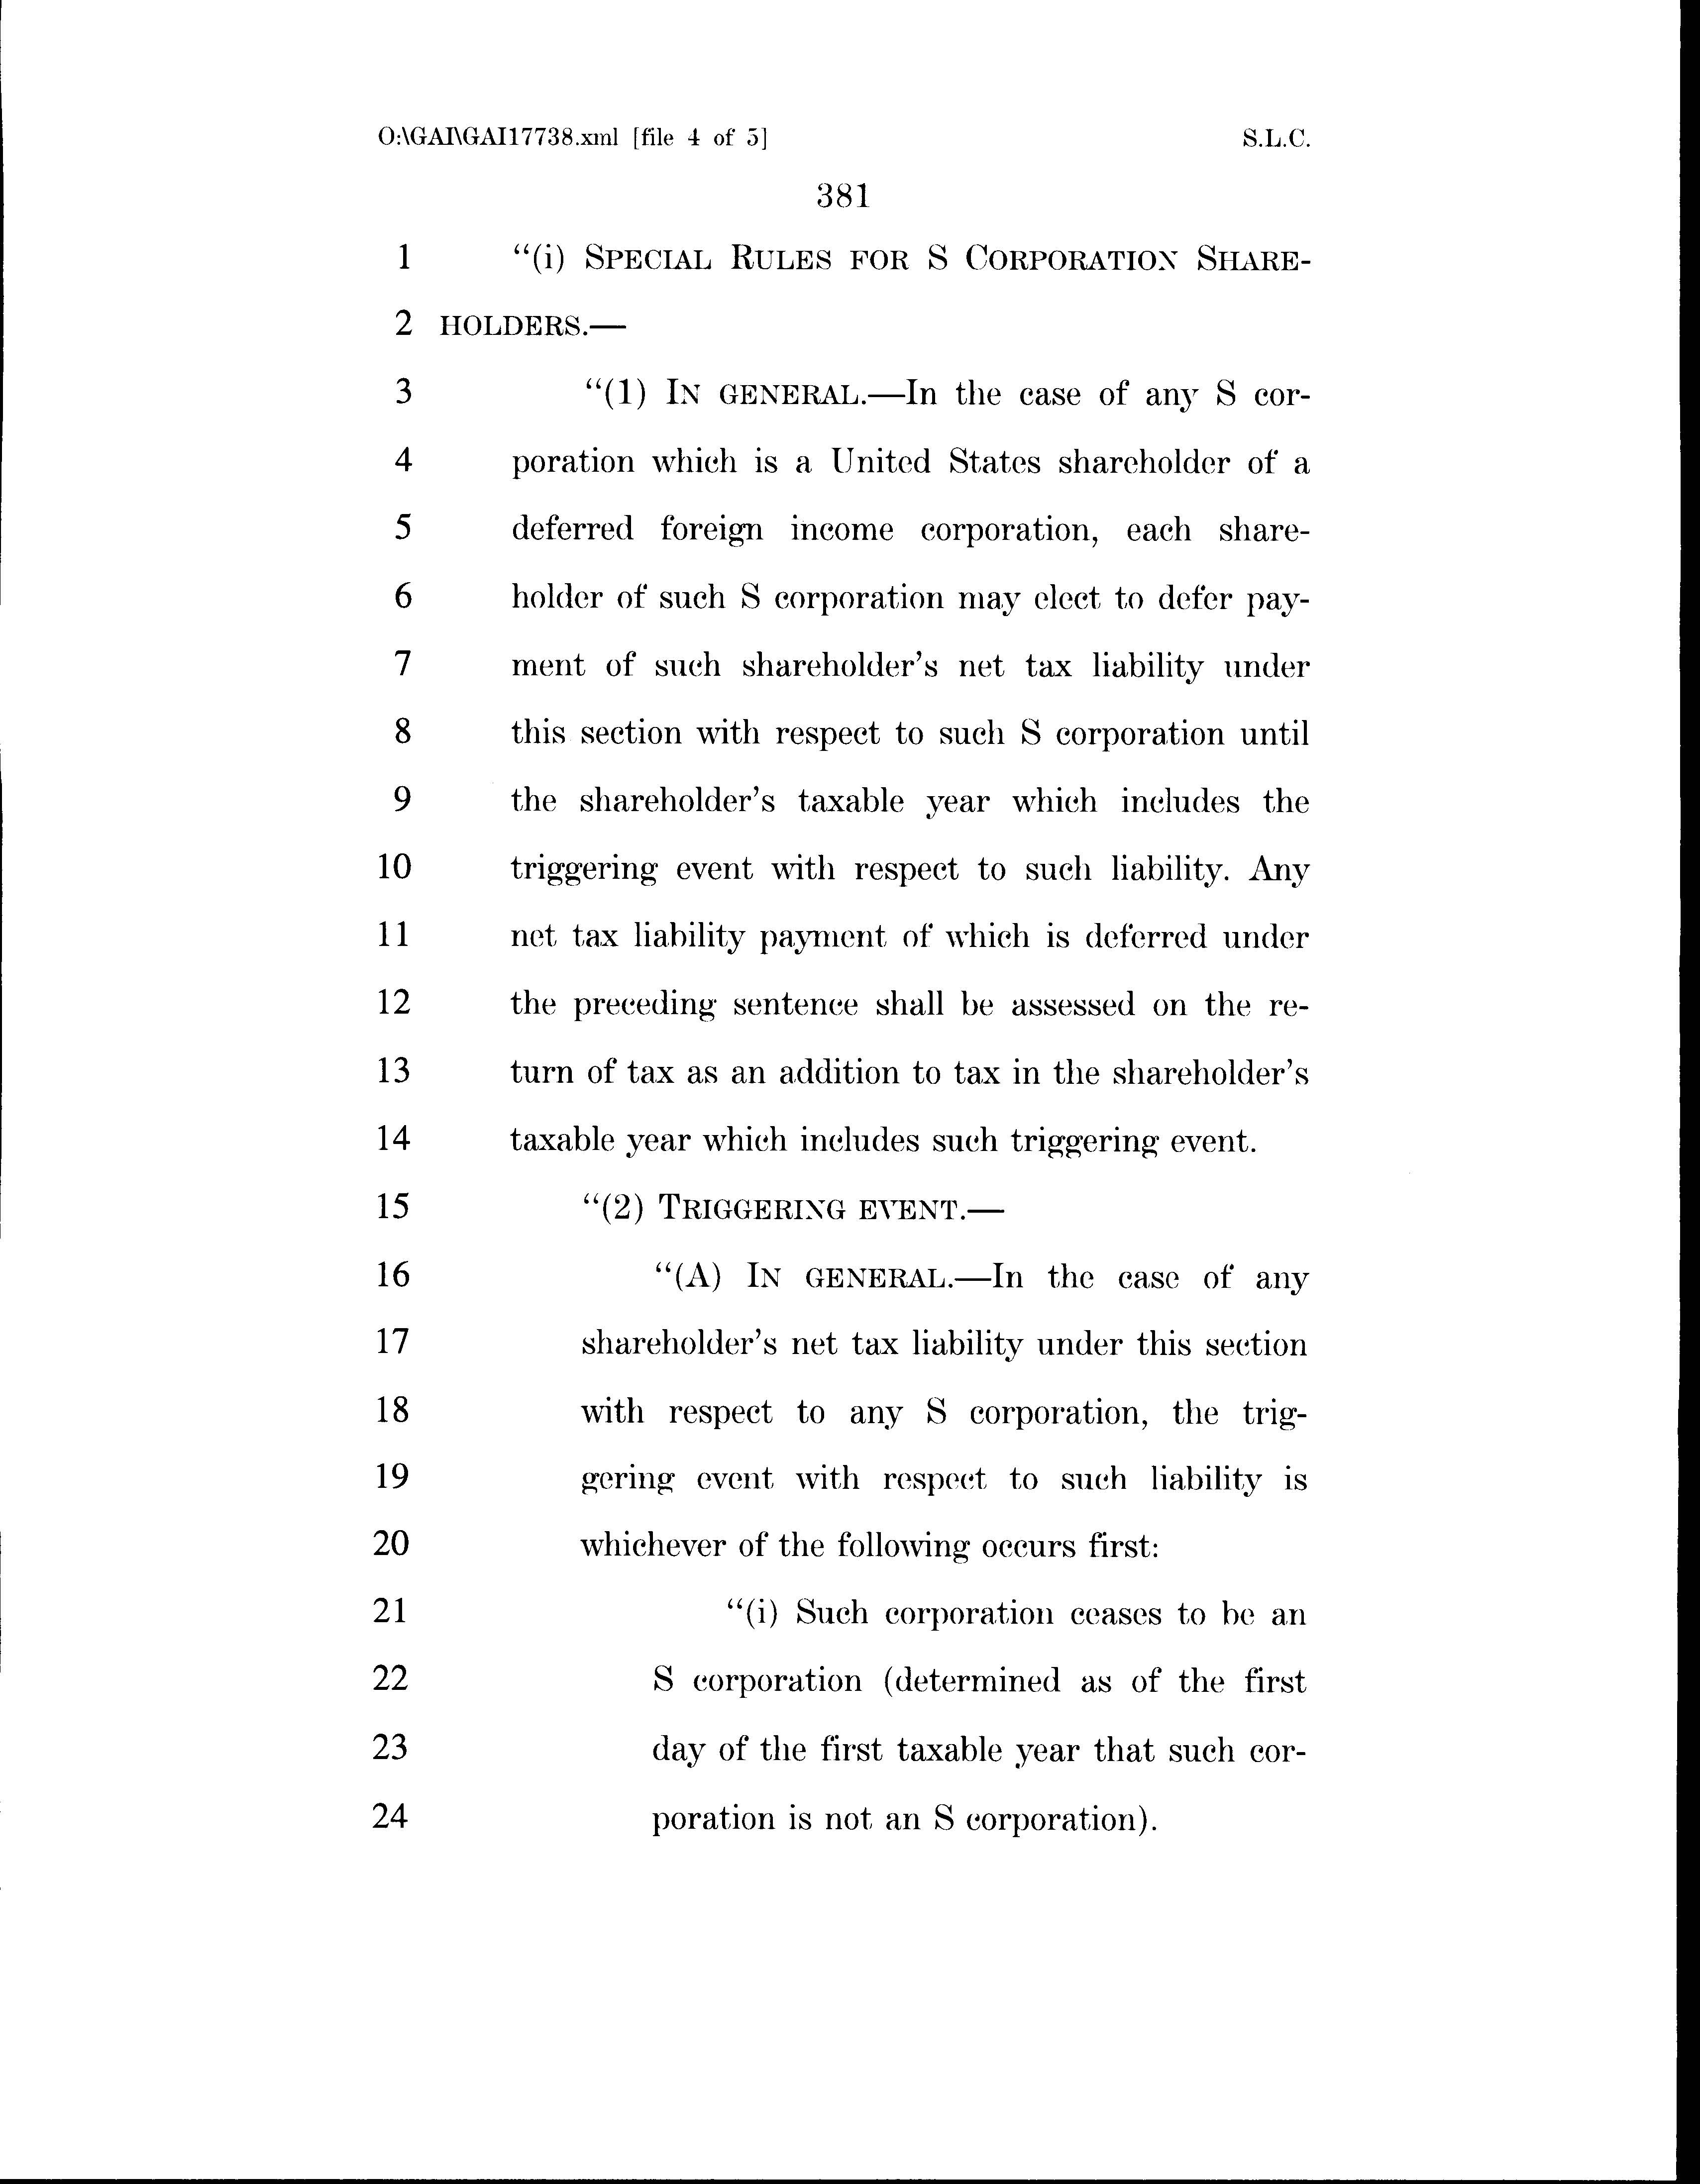 O:\GAI\GAI17738.xml [file 4 of 5] S.L.C.
381
1 “(i) SPECIAL RULES FOR S CORPORATION SHARE-
2 HOLDERS.—
3 “(1) IN GENERAL.—In the case of any S cor-
4 poration which is a United States shareholder of a
5 deferred foreign income corporation, each share-
6 holder of such S corporation may elect to defer pay-
7 ment of such shareholder’s net tax liability under
8 this section with respect to such S corporation until
9 the shareholder’s taxable year which includes the
10 triggering event with respect to such liability. Any
11 net tax liability payment of which is deferred under
12 the preceding sentence shall be assessed on the re-
13 turn of tax as an addition to tax in the shareholder’s
14 taxable year which includes such triggering event.
15 “(2) TRIGGERING EVENT.—
16 “(A) IN GENERAL.—In the case of any
17 shareholder’s net tax liability under this section
18 with respect to any S corporation, the trig-
19 gering event with respect to such liability is
20 whichever of the following occurs first:
21 “(i) Such corporation ceases to be an
22 S corporation (determined as of the first
23 day of the first taxable year that such cor-
24 poration is not an S corporation).